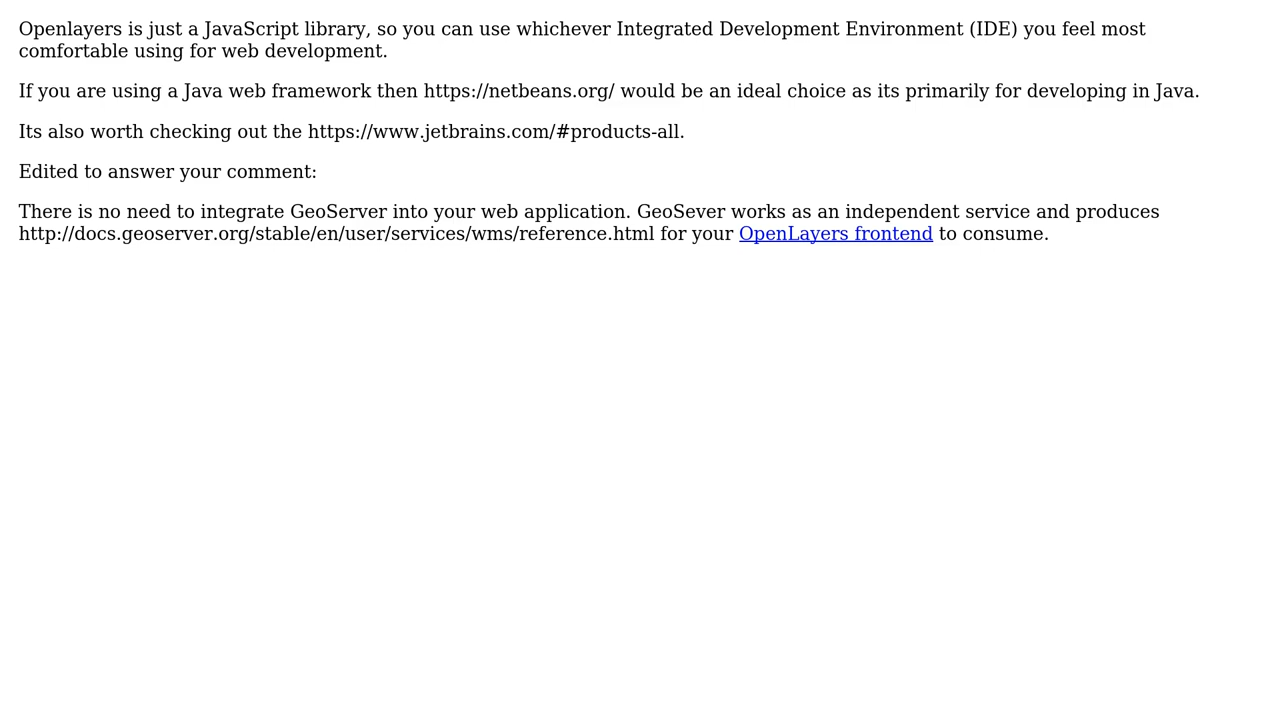 Openlayers is just a JavaScript library, so you can use whichever Integrated Development Environment (IDE) you feel most
comfortable using for web development.
If you are using a Java web framework then https://netbeans.org/ would be an ideal choice as its primarily for developing in Java.
Its also worth checking out the https://www.jetbrains.com/#products-all.
Edited to answer your comment:
There is no need to integrate GeoServer into your web application. GeoSever works as an independent service and produces
http://docs.geoserver.org/stable/en/user/services/wms/reference.html for your OpenLayers frontend to consume.